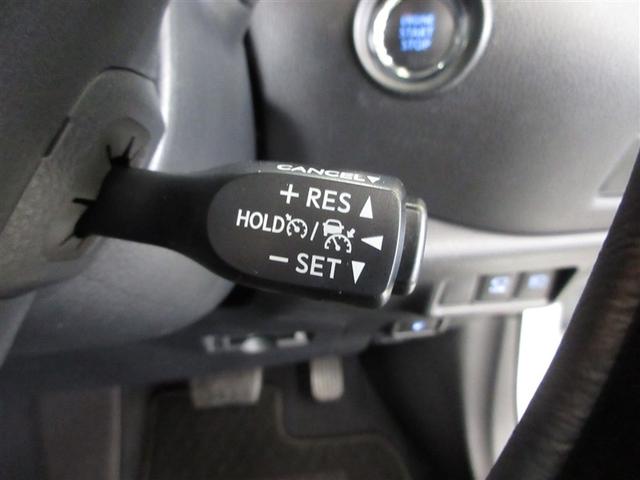 ENGINE
START
STOP
CANCEL▼
+ RES ▲
HOLD / ◀
− SET ▼